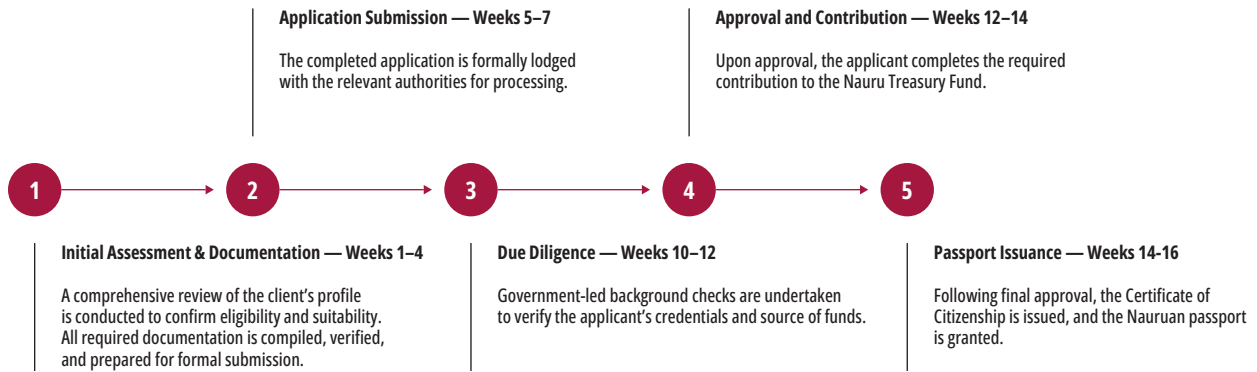 Application Submission — Weeks 5–7
The completed application is formally lodged
with the relevant authorities for processing.
Approval and Contribution — Weeks 12–14
Upon approval, the applicant completes the required
contribution to the Nauru Treasury Fund.
1
2
3
4
5
Initial Assessment & Documentation — Weeks 1–4
A comprehensive review of the client’s profile
is conducted to confirm eligibility and suitability.
All required documentation is compiled, verified,
and prepared for formal submission.
Due Diligence — Weeks 10–12
Government-led background checks are undertaken
to verify the applicant’s credentials and source of funds.
Passport Issuance — Weeks 14-16
Following final approval, the Certificate of
Citizenship is issued, and the Nauruan passport
is granted.